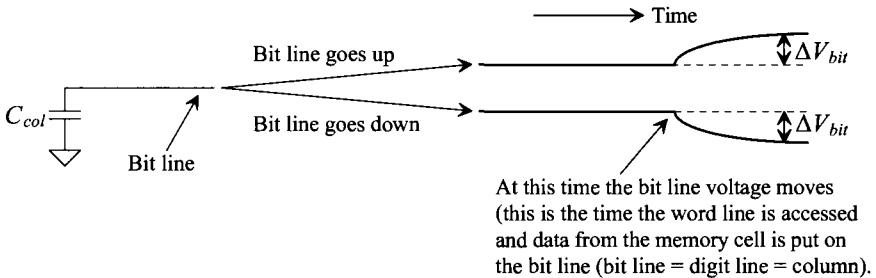 Time
Bit line goes up
ΔV_bit
C_col
Bit line
Bit line goes down
ΔV_bit
At this time the bit line voltage moves
(this is the time the word line is accessed
and data from the memory cell is put on
the bit line (bit line = digit line = column).